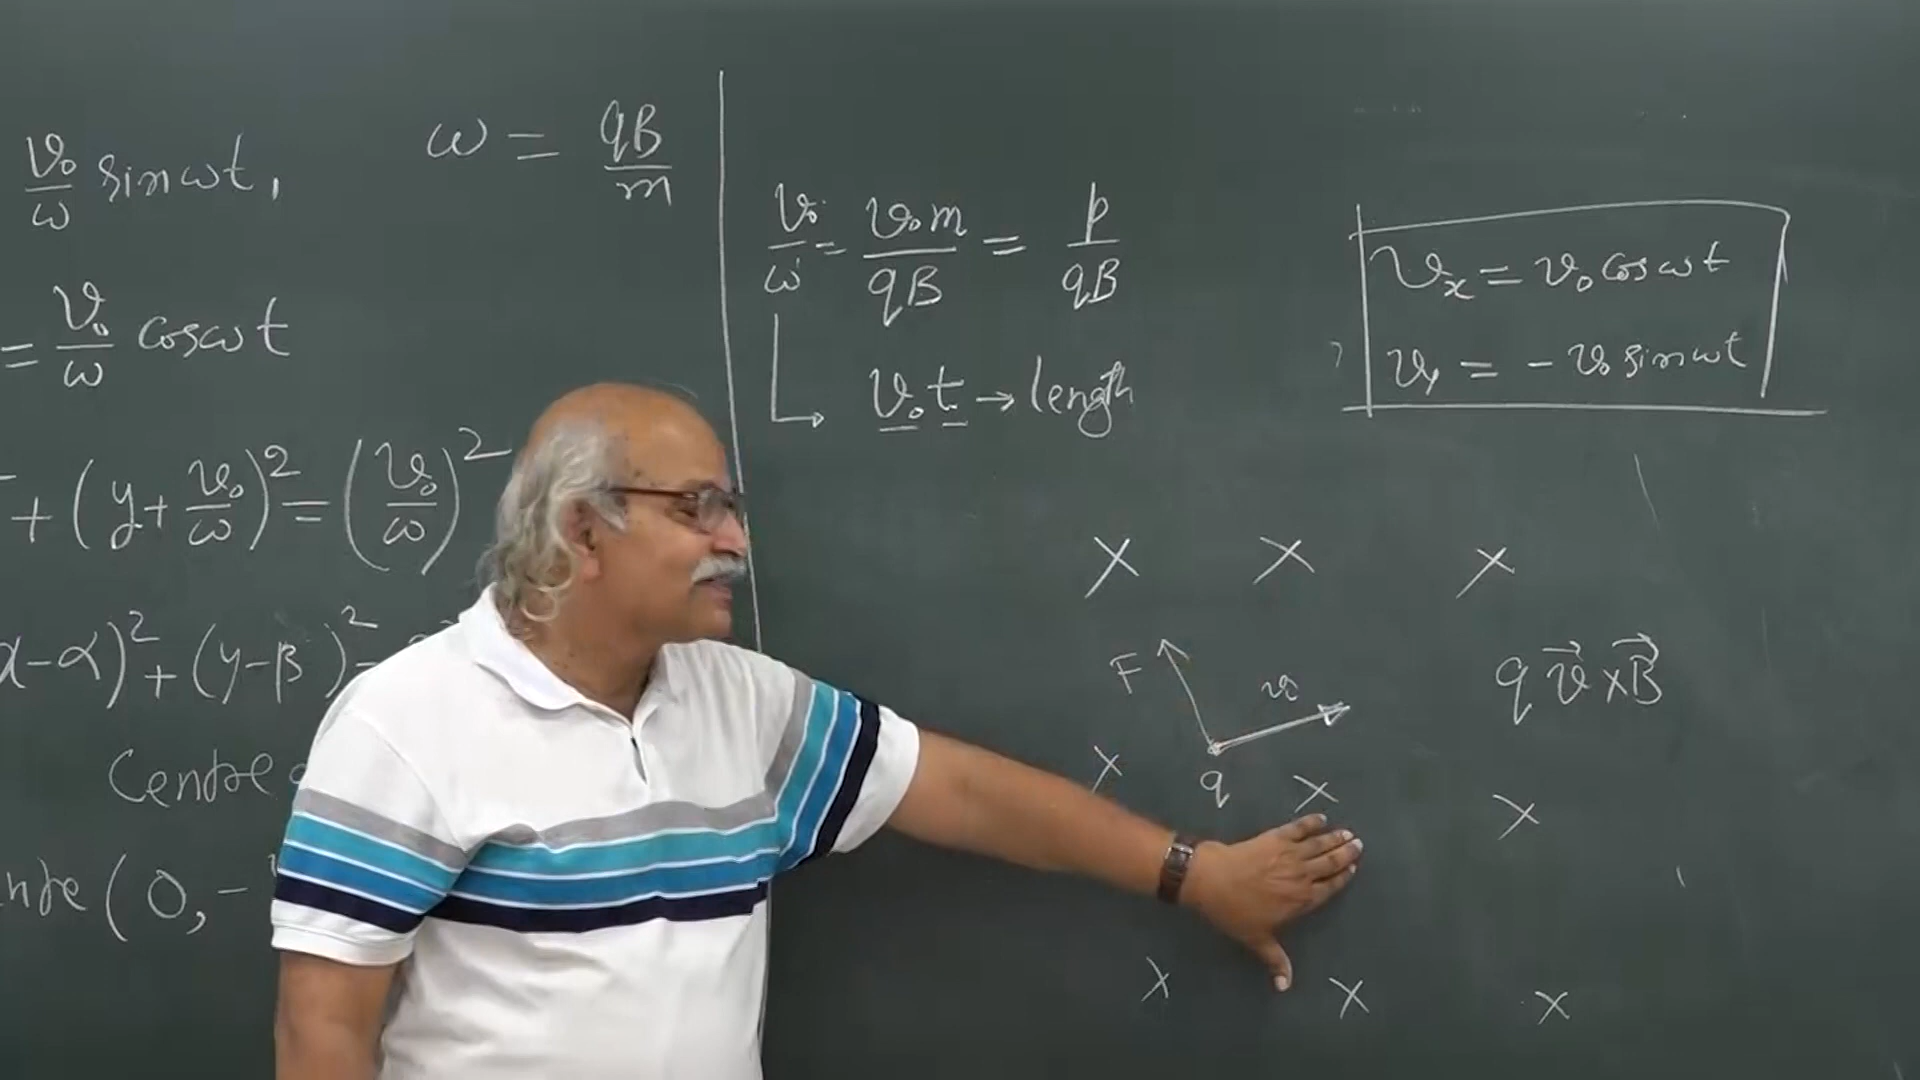 v₀/ω sin ωt,
ω = qB/m
= v₀/ω cos ωt
+ (y + v₀/ω)² = (v₀/ω)²
x-α)² + (y-β)² =
Centre
(0, -
v₀/ω = v₀m/qB = p/qB
↳ v₀t → length
vₓ = v₀ cos ωt
vᵧ = - v₀ sin ωt
X X X
F v₀ q v⃗ × B⃗
X q X X
X X X